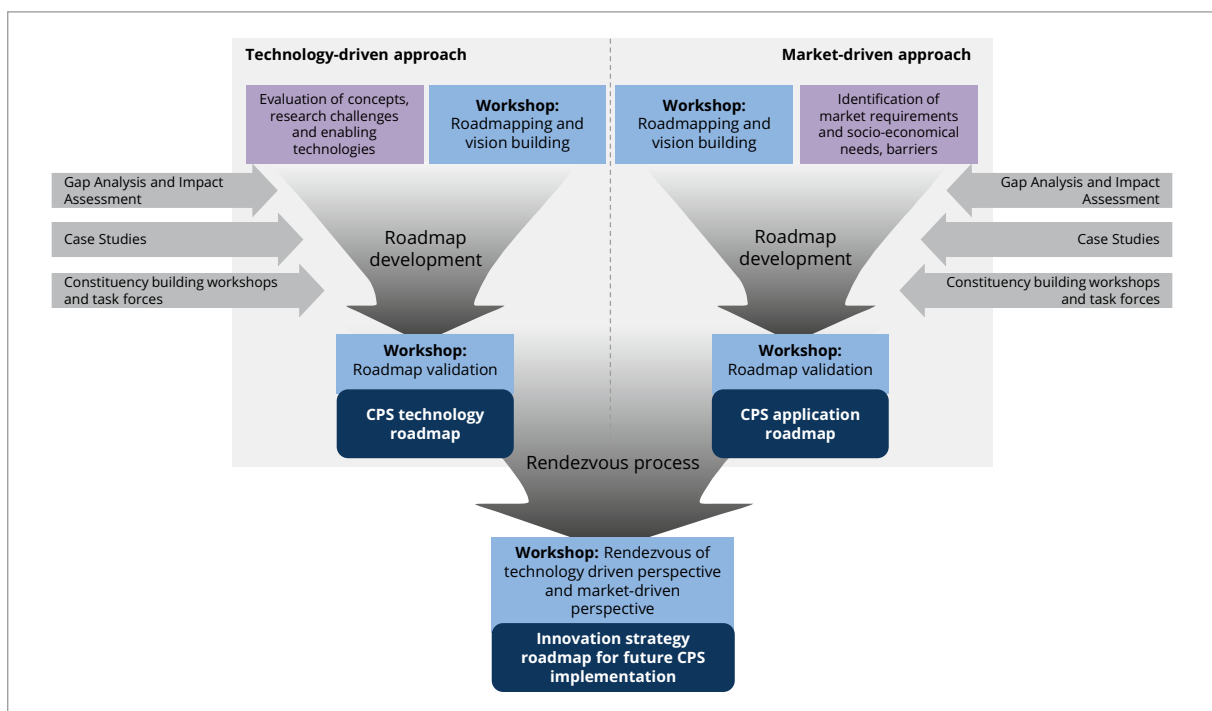 Technology-driven approach
Market-driven approach
Evaluation of concepts,
research challenges
and enabling
technologies
Workshop:
Roadmapping and
vision building
Workshop:
Roadmapping and
vision building
Identification of
market requirements
and socio-economical
needs, barriers
Gap Analysis and Impact
Assessment
Case Studies
Constituency building workshops
and task forces
Roadmap
development
Roadmap
development
Gap Analysis and Impact
Assessment
Case Studies
Constituency building workshops
and task forces
Workshop:
Roadmap validation
CPS technology
roadmap
Workshop:
Roadmap validation
CPS application
roadmap
Rendezvous process
Workshop: Rendezvous of
technology driven perspective
and market-driven
perspective
Innovation strategy
roadmap for future CPS
implementation